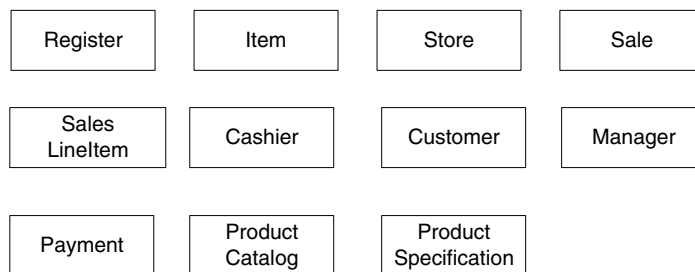 Register
Item
Store
Sale
Sales
LineItem
Cashier
Customer
Manager
Payment
Product
Catalog
Product
Specification